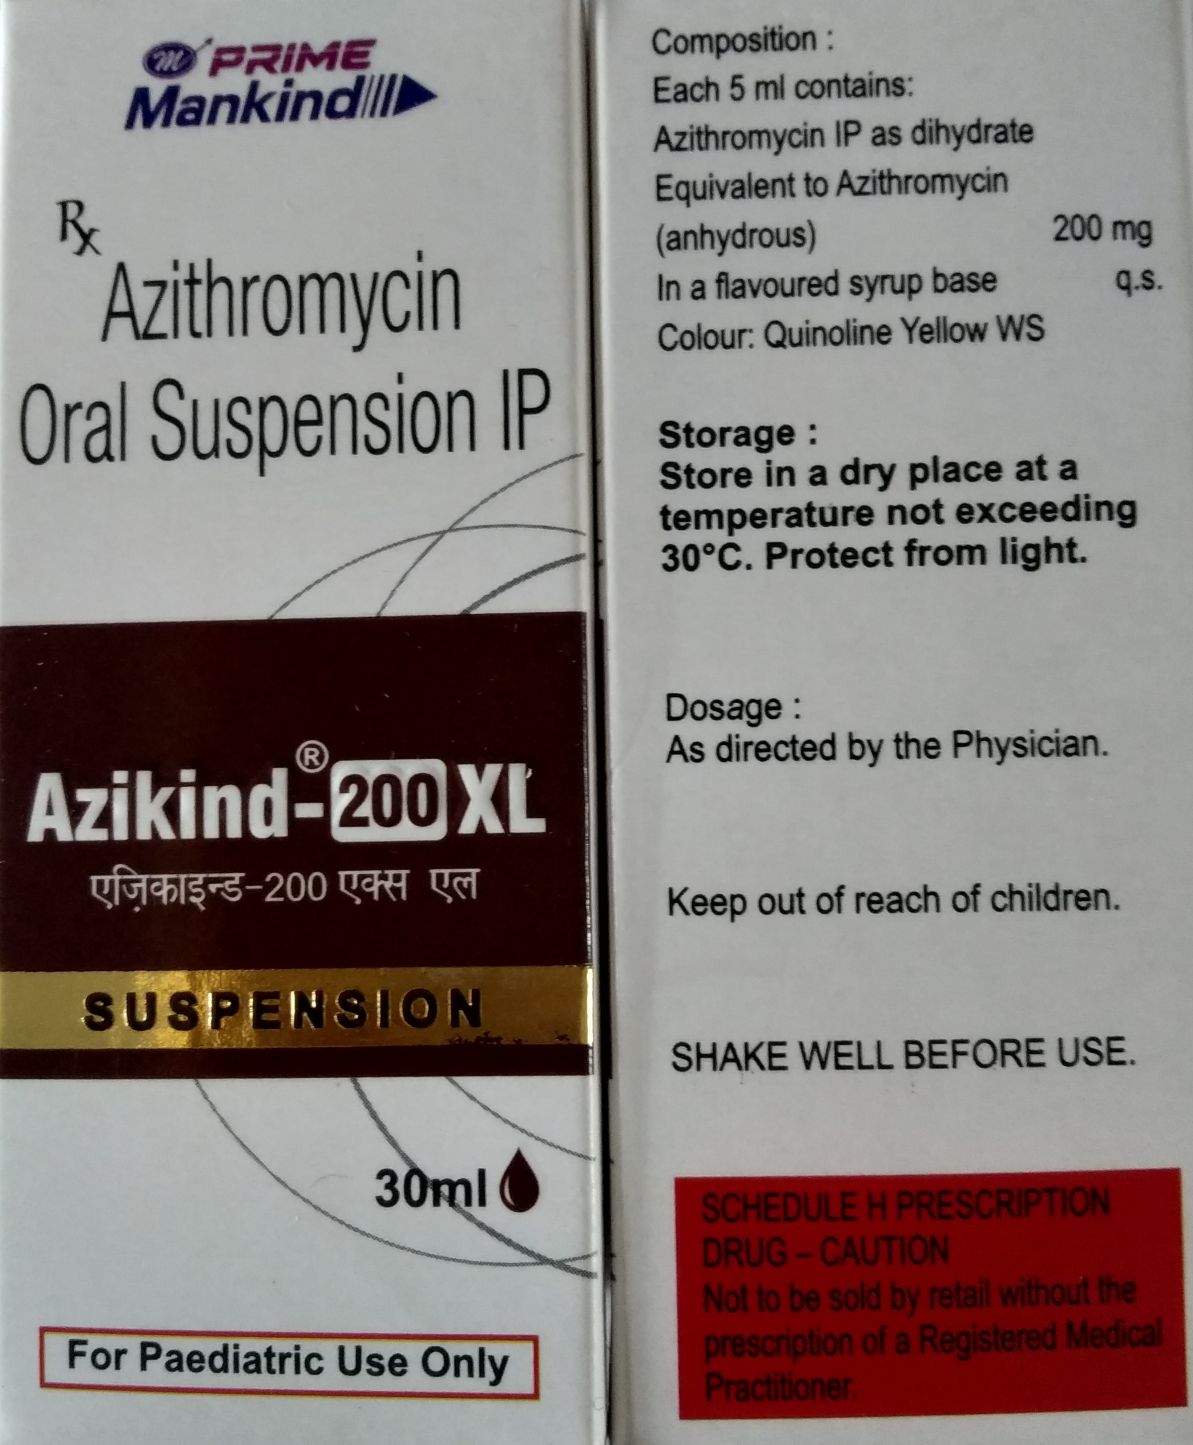 m PRIME
Mankind
Rx
Azithromycin
Oral Suspension IP
Azikind®-200 XL
एज़िकाइन्ड-200 एक्स एल
SUSPENSION
30ml
For Paediatric Use Only
Composition :
Each 5 ml contains:
Azithromycin IP as dihydrate
Equivalent to Azithromycin
(anhydrous) 200 mg
In a flavoured syrup base q.s.
Colour: Quinoline Yellow WS
Storage :
Store in a dry place at a
temperature not exceeding
30°C. Protect from light.
Dosage :
As directed by the Physician.
Keep out of reach of children.
SHAKE WELL BEFORE USE.
SCHEDULE H PRESCRIPTION
DRUG – CAUTION
Not to be sold by retail without the
prescription of a Registered Medical
Practitioner.